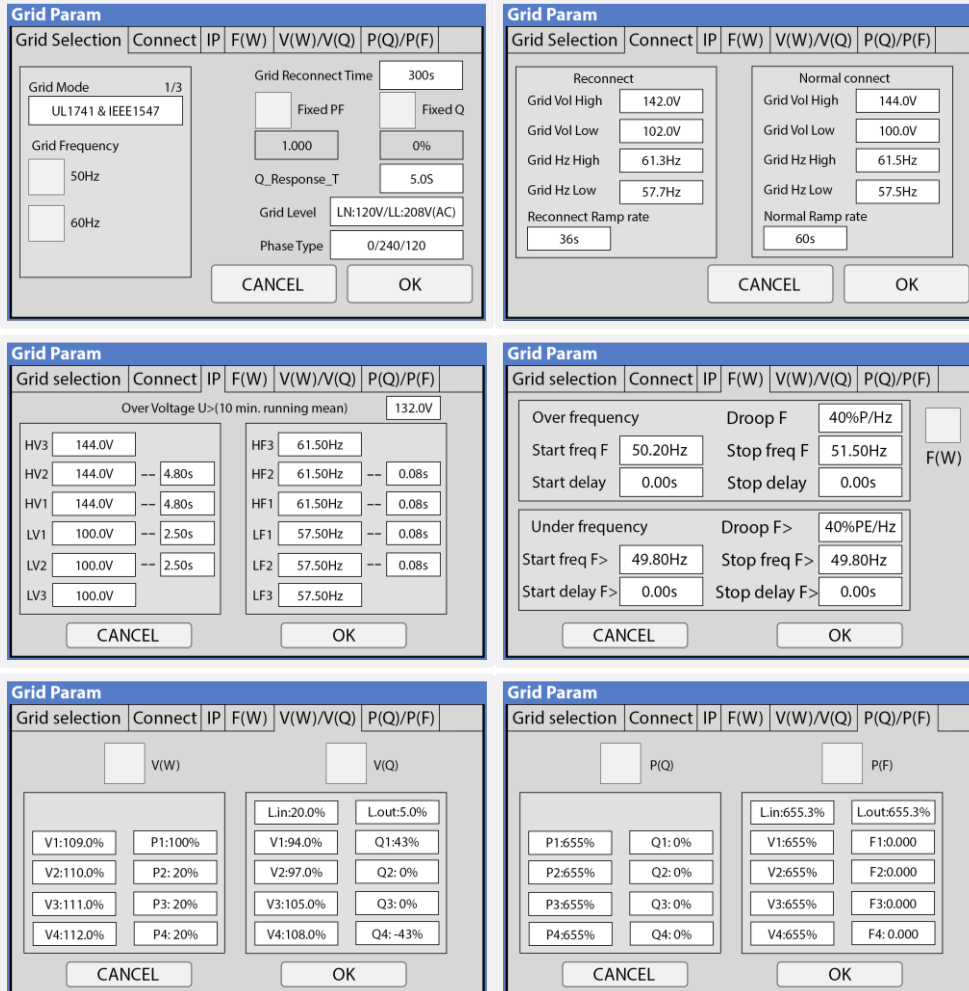 Grid Param
Grid Selection Connect IP F(W) V(W)/V(Q) P(Q)/P(F)
Grid Mode 1/3
UL1741 & IEEE1547
Grid Frequency
50Hz
60Hz
Grid Reconnect Time 300s
Fixed PF Fixed Q
1.000 0%
Q_Response_T 5.0S
Grid Level LN:120V/LL:208V(AC)
Phase Type 0/240/120
CANCEL OK
Grid Param
Grid Selection Connect IP F(W) V(W)/V(Q) P(Q)/P(F)
Reconnect
Grid Vol High 142.0V
Grid Vol Low 102.0V
Grid Hz High 61.3Hz
Grid Hz Low 57.7Hz
Reconnect Ramp rate
36s
Normal connect
Grid Vol High 144.0V
Grid Vol Low 100.0V
Grid Hz High 61.5Hz
Grid Hz Low 57.5Hz
Normal Ramp rate
60s
CANCEL OK
Grid Param
Grid selection Connect IP F(W) V(W)/V(Q) P(Q)/P(F)
Over Voltage U>(10 min. running mean) 132.0V
HV3 144.0V
HV2 144.0V -- 4.80s
HV1 144.0V -- 4.80s
LV1 100.0V -- 2.50s
LV2 100.0V -- 2.50s
LV3 100.0V
HF3 61.50Hz
HF2 61.50Hz -- 0.08s
HF1 61.50Hz -- 0.08s
LF1 57.50Hz -- 0.08s
LF2 57.50Hz -- 0.08s
LF3 57.50Hz
CANCEL OK
Grid Param
Grid selection Connect IP F(W) V(W)/V(Q) P(Q)/P(F)
Over frequency Droop F 40%P/Hz
Start freq F 50.20Hz Stop freq F 51.50Hz
Start delay 0.00s Stop delay 0.00s
F(W)
Under frequency Droop F> 40%PE/Hz
Start freq F> 49.80Hz Stop freq F> 49.80Hz
Start delay F> 0.00s Stop delay F> 0.00s
CANCEL OK
Grid Param
Grid selection Connect IP F(W) V(W)/V(Q) P(Q)/P(F)
V(W) V(Q)
V1:109.0% P1:100%
V2:110.0% P2: 20%
V3:111.0% P3: 20%
V4:112.0% P4: 20%
L.in:20.0% L.out:5.0%
V1:94.0% Q1:43%
V2:97.0% Q2: 0%
V3:105.0% Q3: 0%
V4:108.0% Q4: -43%
CANCEL OK
Grid Param
Grid selection Connect IP F(W) V(W)/V(Q) P(Q)/P(F)
P(Q) P(F)
P1:655% Q1: 0%
P2:655% Q2: 0%
P3:655% Q3: 0%
P4:655% Q4: 0%
L.in:655.3% L.out:655.3%
V1:655% F1:0.000
V2:655% F2:0.000
V3:655% F3:0.000
V4:655% F4: 0.000
CANCEL OK